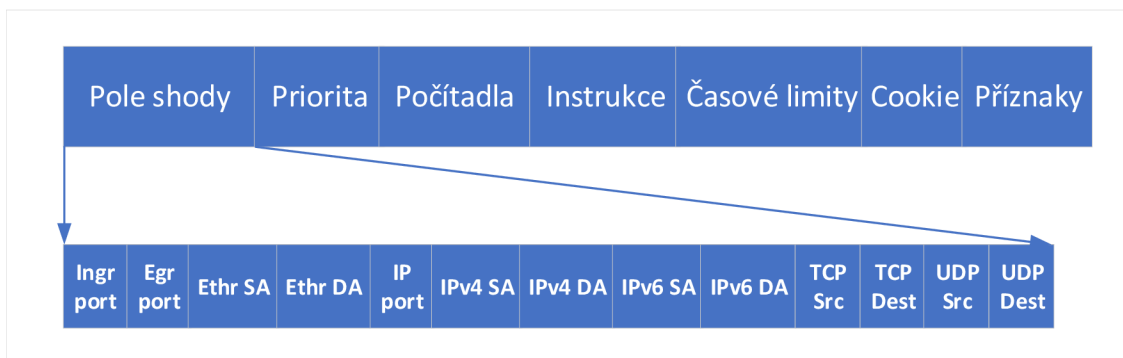 Pole shody Priorita Počítadla Instrukce Časové limity Cookie Příznaky
Ingr port
Egr port
Ethr SA
Ethr DA
IP port
IPv4 SA
IPv4 DA
IPv6 SA
IPv6 DA
TCP Src
TCP Dest
UDP Src
UDP Dest